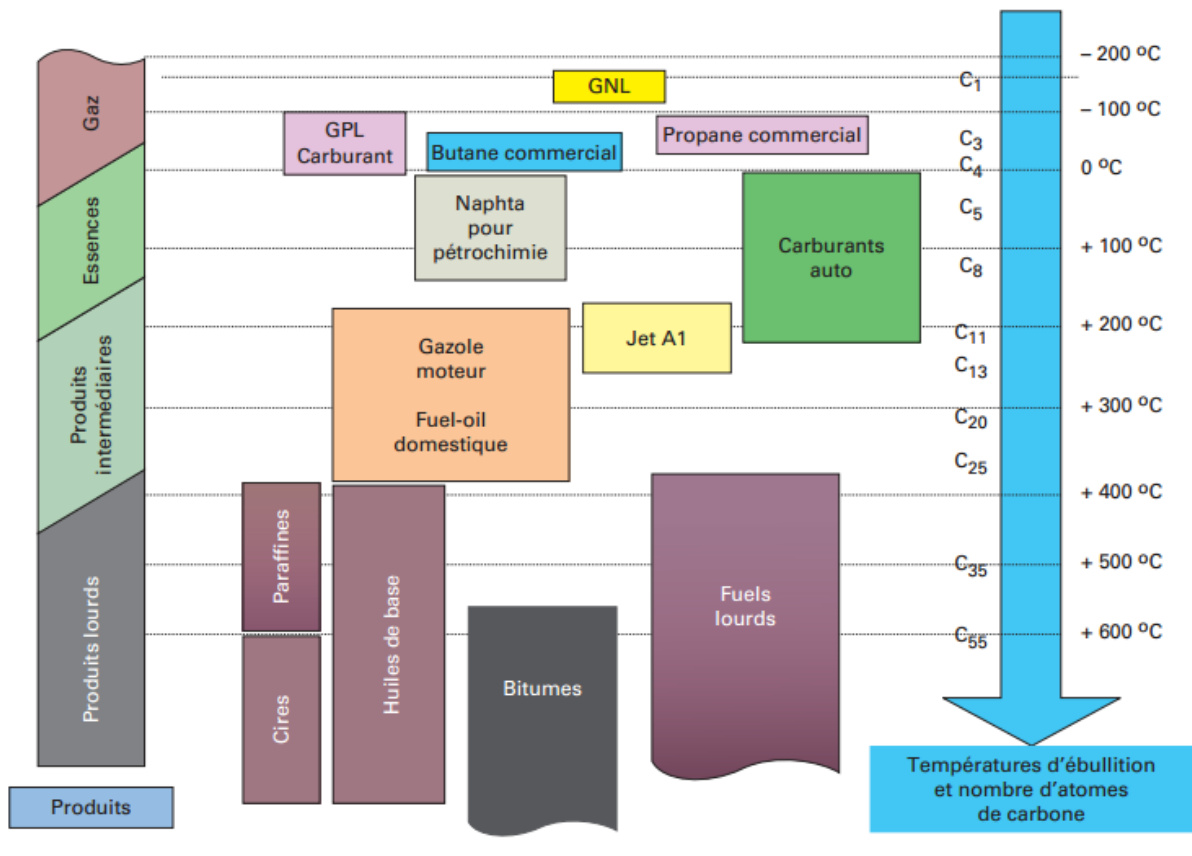 – 200 ºC
GNL
C1
– 100 ºC
Gaz
GPL
Carburant
Butane commercial
Propane commercial
C3
C4
0 ºC
Essences
Naphta
pour
pétrochimie
Carburants
auto
C5
+ 100 ºC
C8
Produits
intermédiaires
Gazole
moteur
Fuel-oil
domestique
Jet A1
C11
+ 200 ºC
C13
+ 300 ºC
C20
C25
+ 400 ºC
Produits lourds
Paraffines
Cires
Huiles de base
Bitumes
Fuels
lourds
C35
+ 500 ºC
C55
+ 600 ºC
Produits
Températures d’ébullition
et nombre d’atomes
de carbone